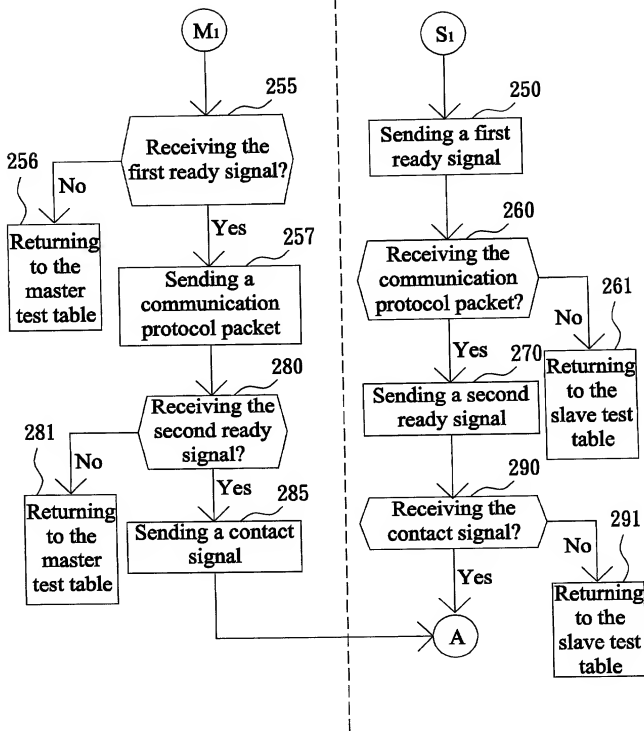 M1
255
Receiving the
first ready signal?
256
No
Yes
Returning
to the
master
test table
257
Sending a
communication
protocol packet
280
Receiving the
second ready
signal?
281
No
Yes
Returning
to the
master
test table
285
Sending a contact
signal
S1
250
Sending a first
ready signal
260
Receiving the
communication
protocol packet?
No
261
Yes
Returning
to the
slave test
table
270
Sending a second
ready signal
290
Receiving the
contact signal?
No
291
Yes
Returning
to the
slave test
table
A